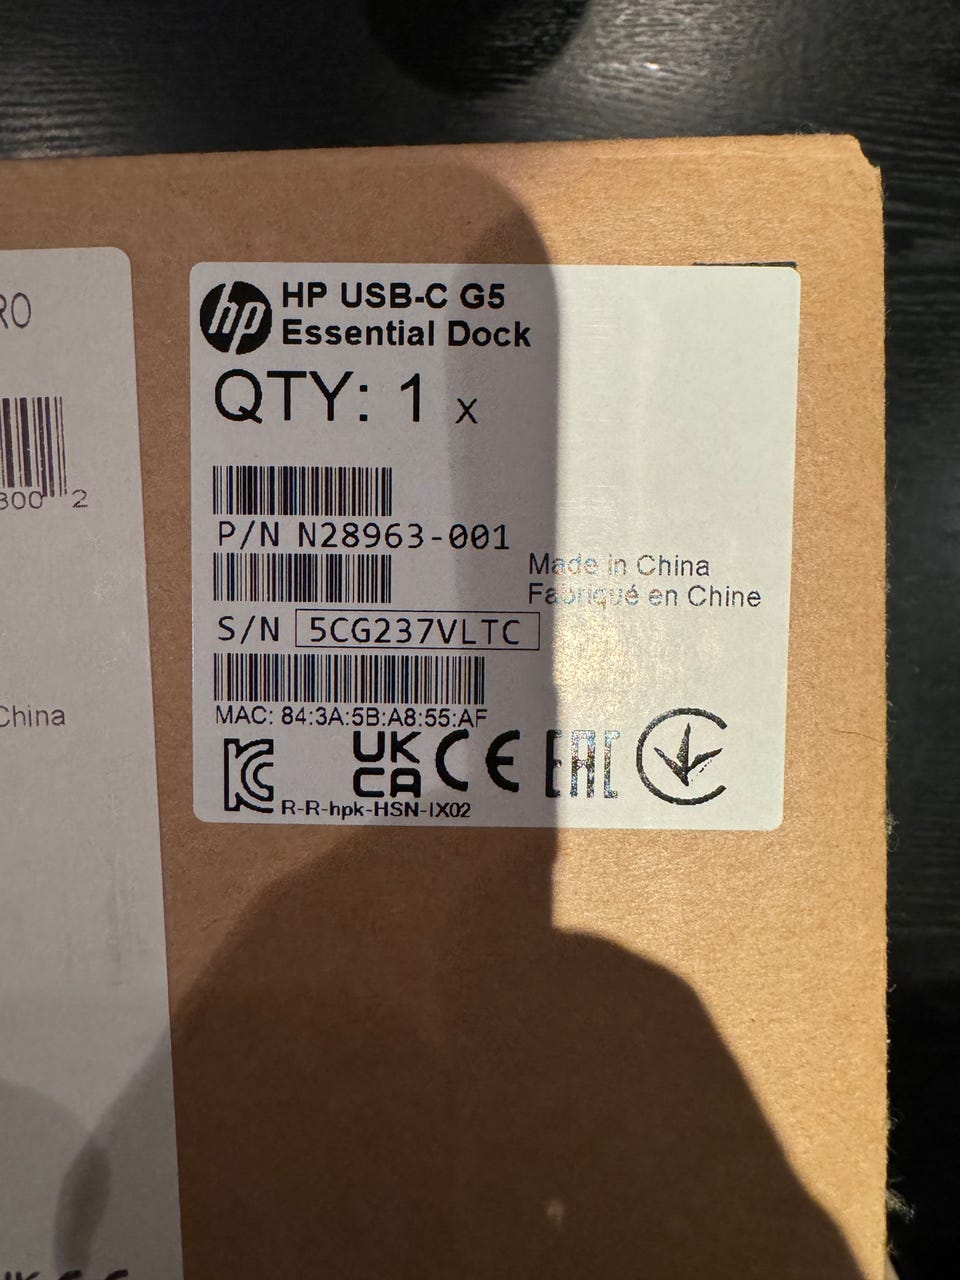 RO
300 2
China
hp
HP USB-C G5
Essential Dock
QTY: 1 x
P/N N28963-001
Made in China
Fabriqué en Chine
S/N 5CG237VLTC
MAC: 84:3A:5B:A8:55:AF
UK
CA
CE
EAC
R-R-hpk-HSN-IX02